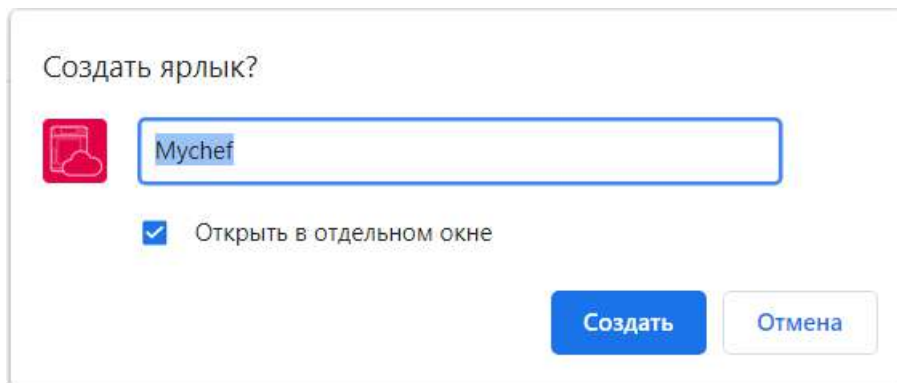 Создать ярлык?
Mychef
Открыть в отдельном окне
Создать Отмена